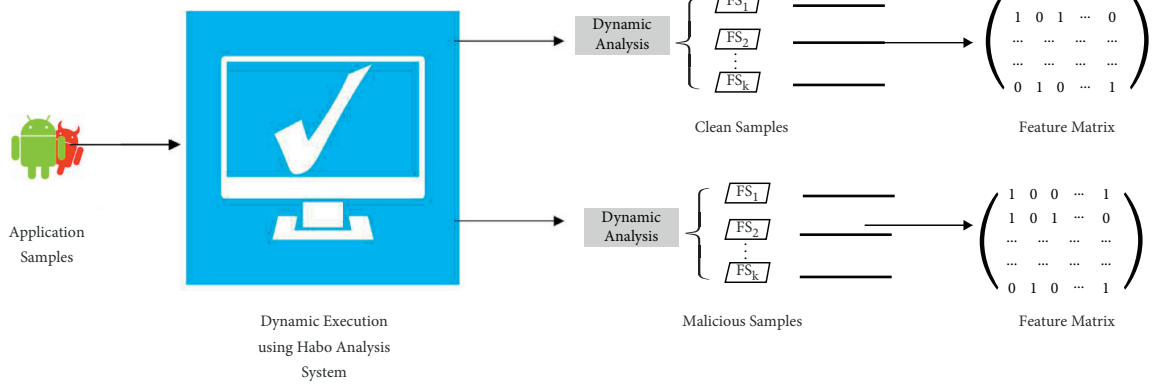 Application
Samples
Dynamic Execution
using Habo Analysis
System
Dynamic
Analysis
FS1
FS2
⋮
FSk
Clean Samples
1 0 1 ... 0
... ... ... ...
... ... ... ...
0 1 0 ... 1
Feature Matrix
Dynamic
Analysis
FS1
FS2
⋮
FSk
Malicious Samples
1 0 0 ... 1
1 0 1 ... 0
... ... ... ...
... ... ... ...
0 1 0 ... 1
Feature Matrix